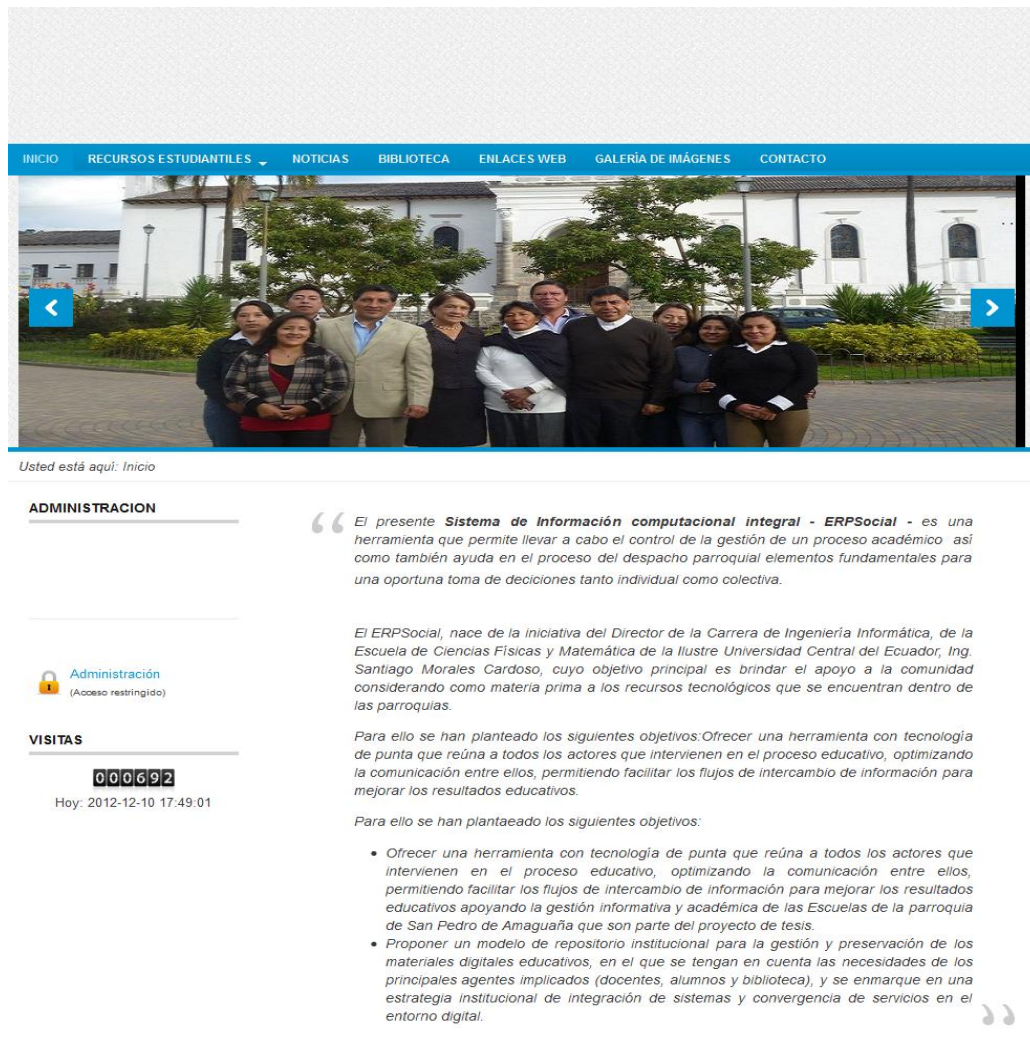 INICIO RECURSOS ESTUDIANTILES NOTICIAS BIBLIOTECA ENLACES WEB GALERÍA DE IMÁGENES CONTACTO
Usted está aquí: Inicio
ADMINISTRACION
Administración
(Acceso restringido)
VISITAS
000692
Hoy: 2012-12-10 17:49:01
“ El presente Sistema de Información computacional integral - ERPSocial - es una
herramienta que permite llevar a cabo el control de la gestión de un proceso académico así
como también ayuda en el proceso del despacho parroquial elementos fundamentales para
una oportuna toma de decisiones tanto individual como colectiva.
El ERPSocial, nace de la iniciativa del Director de la Carrera de Ingeniería Informática, de la
Escuela de Ciencias Físicas y Matemática de la Ilustre Universidad Central del Ecuador, Ing.
Santiago Morales Cardoso, cuyo objetivo principal es brindar el apoyo a la comunidad
considerando como materia prima a los recursos tecnológicos que se encuentran dentro de
las parroquias.
Para ello se han planteado los siguientes objetivos:Ofrecer una herramienta con tecnología
de punta que reúna a todos los actores que intervienen en el proceso educativo, optimizando
la comunicación entre ellos, permitiendo facilitar los flujos de intercambio de información para
mejorar los resultados educativos.
Para ello se han plantaeado los siguientes objetivos:
• Ofrecer una herramienta con tecnología de punta que reúna a todos los actores que
intervienen en el proceso educativo, optimizando la comunicación entre ellos,
permitiendo facilitar los flujos de intercambio de información para mejorar los resultados
educativos apoyando la gestión informativa y académica de las Escuelas de la parroquia
de San Pedro de Amaguaña que son parte del proyecto de tesis.
• Proponer un modelo de repositorio institucional para la gestión y preservación de los
materiales digitales educativos, en el que se tengan en cuenta las necesidades de los
principales agentes implicados (docentes, alumnos y biblioteca), y se enmarque en una
estrategia institucional de integración de sistemas y convergencia de servicios en el
entorno digital. ”